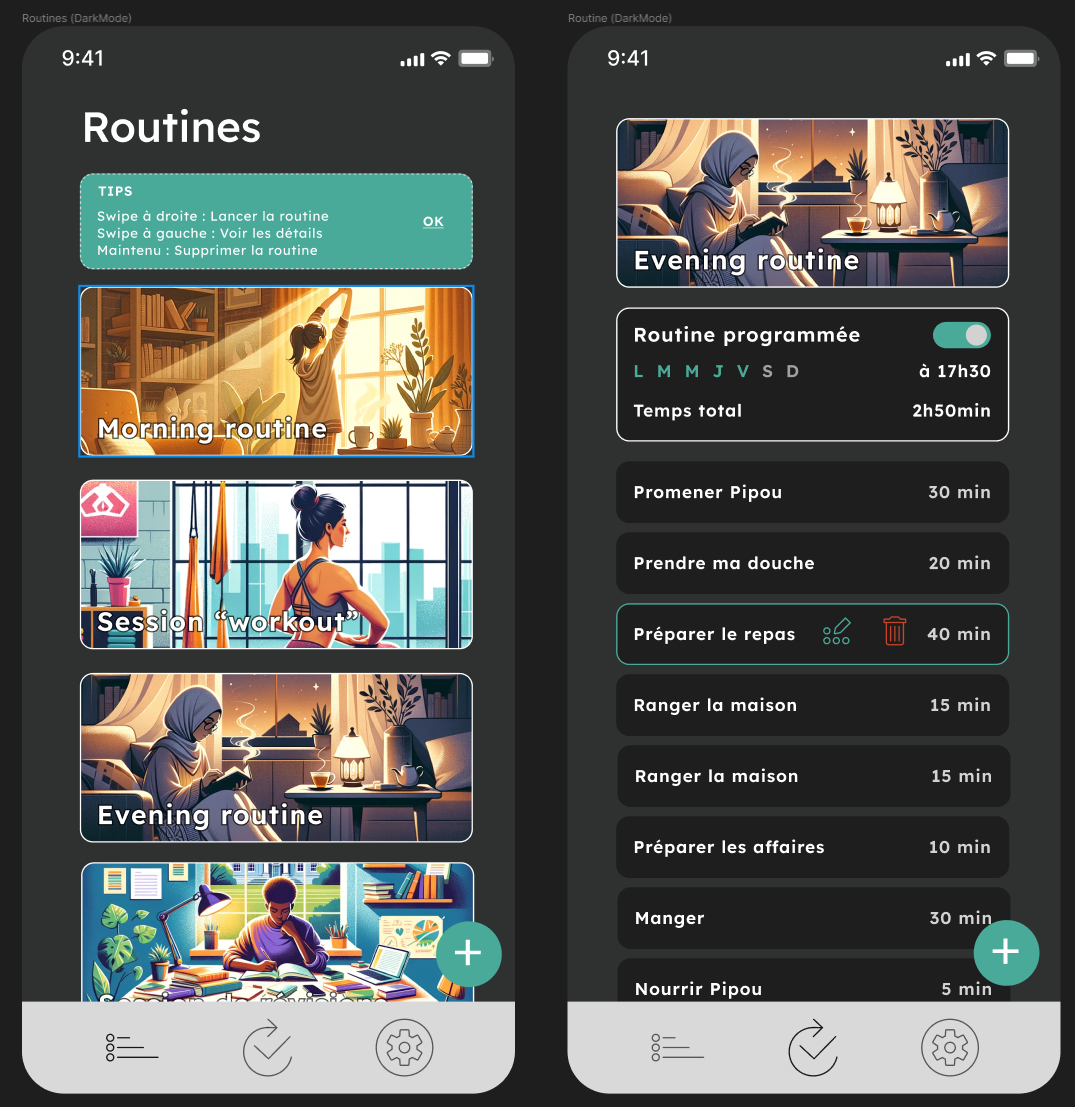 Routines (DarkMode)
9:41
Routines
TIPS
Swipe à droite : Lancer la routine
Swipe à gauche : Voir les détails
Maintenu : Supprimer la routine
OK
Morning routine
Session “workout”
Evening routine
Routine (DarkMode)
9:41
Evening routine
Routine programmée
L M M J V S D
à 17h30
Temps total
2h50min
Promener Pipou 30 min
Prendre ma douche 20 min
Préparer le repas 40 min
Ranger la maison 15 min
Ranger la maison 15 min
Préparer les affaires 10 min
Manger 30 min
Nourrir Pipou 5 min